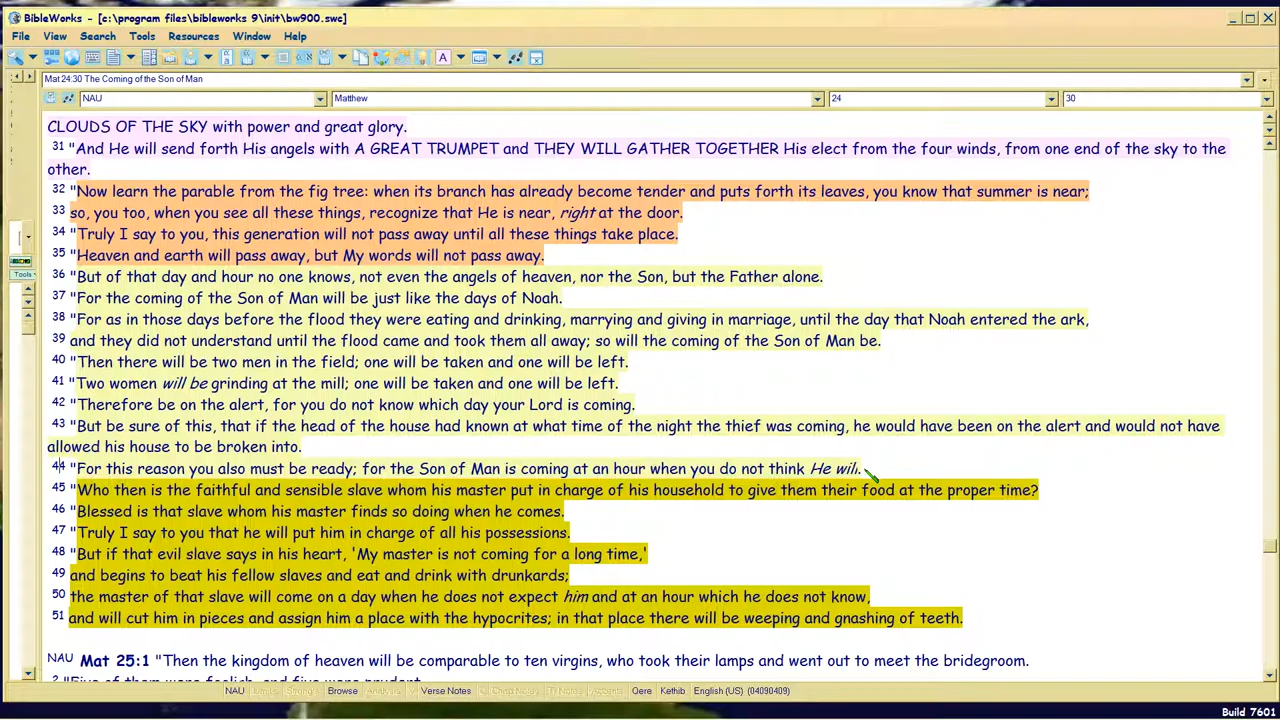 BibleWorks - [c:\program files\bibleworks 9\init\bw900.swc]
File View Search Tools Resources Window Help
Mat 24:30 The Coming of the Son of Man
NAU Matthew 24 30
CLOUDS OF THE SKY with power and great glory.
31 "And He will send forth His angels with A GREAT TRUMPET and THEY WILL GATHER TOGETHER His elect from the four winds, from one end of the sky to the
other.
32 "Now learn the parable from the fig tree: when its branch has already become tender and puts forth its leaves, you know that summer is near;
33 so, you too, when you see all these things, recognize that He is near, right at the door.
34 "Truly I say to you, this generation will not pass away until all these things take place.
35 "Heaven and earth will pass away, but My words will not pass away.
36 "But of that day and hour no one knows, not even the angels of heaven, nor the Son, but the Father alone.
37 "For the coming of the Son of Man will be just like the days of Noah.
38 "For as in those days before the flood they were eating and drinking, marrying and giving in marriage, until the day that Noah entered the ark,
39 and they did not understand until the flood came and took them all away; so will the coming of the Son of Man be.
40 "Then there will be two men in the field; one will be taken and one will be left.
41 "Two women will be grinding at the mill; one will be taken and one will be left.
42 "Therefore be on the alert, for you do not know which day your Lord is coming.
43 "But be sure of this, that if the head of the house had known at what time of the night the thief was coming, he would have been on the alert and would not have
allowed his house to be broken into.
44 "For this reason you also must be ready; for the Son of Man is coming at an hour when you do not think He will.
45 "Who then is the faithful and sensible slave whom his master put in charge of his household to give them their food at the proper time?
46 "Blessed is that slave whom his master finds so doing when he comes.
47 "Truly I say to you that he will put him in charge of all his possessions.
48 "But if that evil slave says in his heart, 'My master is not coming for a long time,'
49 and begins to beat his fellow slaves and eat and drink with drunkards;
50 the master of that slave will come on a day when he does not expect him and at an hour which he does not know,
51 and will cut him in pieces and assign him a place with the hypocrites; in that place there will be weeping and gnashing of teeth.
NAU Mat 25:1 "Then the kingdom of heaven will be comparable to ten virgins, who took their lamps and went out to meet the bridegroom.
2 "Five of them were foolish, and five were prudent.
Tools
NAU Browse Verse Notes Qere Kethib English (US) (04090409)
Build 7601